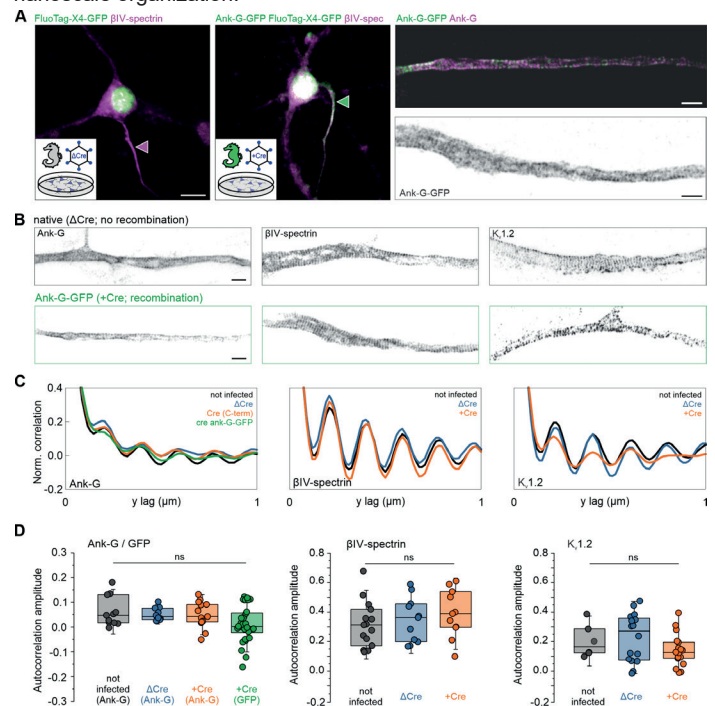 nanoscale organization.
A FluoTag-X4-GFP βIV-spectrin
Ank-G-GFP FluoTag-X4-GFP βIV-spec
Ank-G-GFP Ank-G
ΔCre
+Cre
Ank-G-GFP
B native (ΔCre; no recombination)
Ank-G
βIV-spectrin
Kv1.2
Ank-G-GFP (+Cre; recombination)
C
Norm. correlation
0.4
0.2
0.0
-0.2
not infected
ΔCre
Cre (C-term)
cre ank-G-GFP
Ank-G
0 y lag (µm) 1
not infected
ΔCre
+Cre
βIV-spectrin
0 y lag (µm) 1
not infected
ΔCre
+Cre
Kv1.2
0 y lag (µm) 1
D
Ank-G / GFP
ns
Autocorrelation amplitude
0.3
0.2
0.1
0.0
-0.1
-0.2
-0.3
not infected (Ank-G)
ΔCre (Ank-G)
+Cre (Ank-G)
+Cre (GFP)
βIV-spectrin
ns
Autocorrelation amplitude
0.8
0.6
0.4
0.2
0.0
-0.2
not infected
ΔCre
+Cre
Kv1.2
ns
Autocorrelation amplitude
0.8
0.6
0.4
0.2
0.0
-0.2
not infected
ΔCre
+Cre